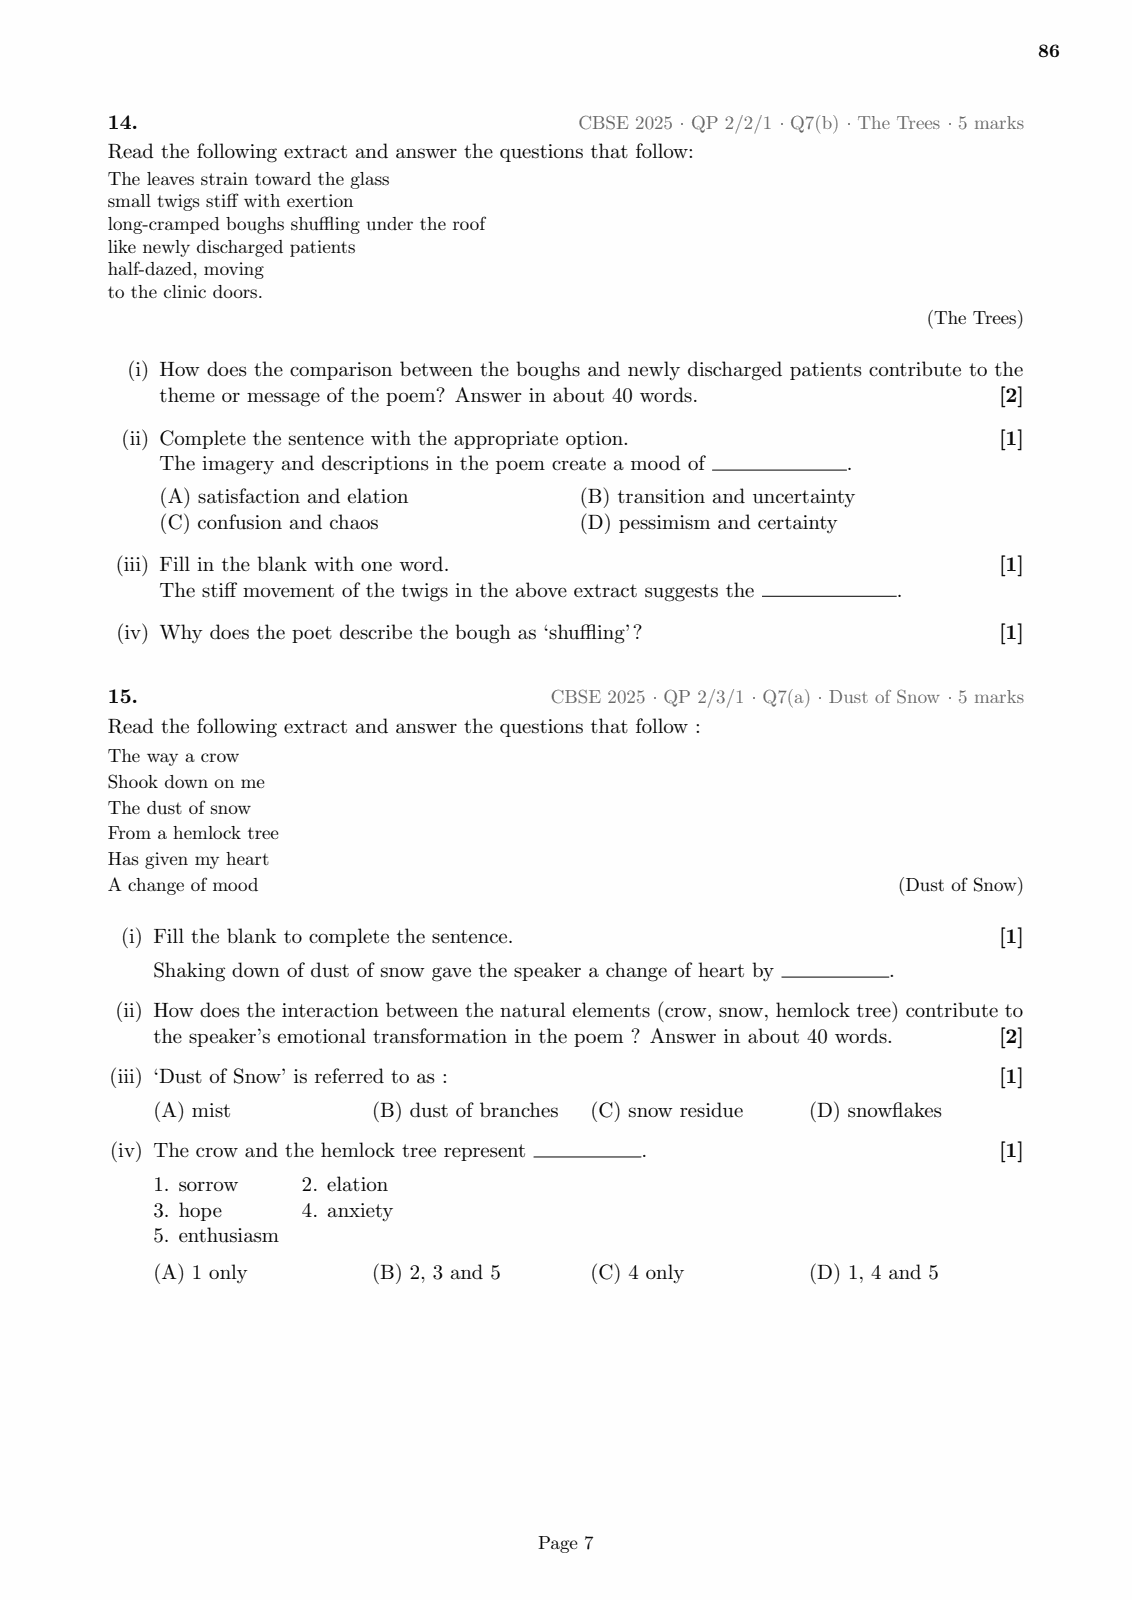 86
14. CBSE 2025 · QP 2/2/1 · Q7(b) · The Trees · 5 marks
Read the following extract and answer the questions that follow:
The leaves strain toward the glass
small twigs stiff with exertion
long-cramped boughs shuffling under the roof
like newly discharged patients
half-dazed, moving
to the clinic doors.
(The Trees)
(i) How does the comparison between the boughs and newly discharged patients contribute to the
theme or message of the poem? Answer in about 40 words. [2]
(ii) Complete the sentence with the appropriate option. [1]
The imagery and descriptions in the poem create a mood of ____________.
(A) satisfaction and elation (B) transition and uncertainty
(C) confusion and chaos (D) pessimism and certainty
(iii) Fill in the blank with one word. [1]
The stiff movement of the twigs in the above extract suggests the ____________.
(iv) Why does the poet describe the bough as ‘shuffling’? [1]
15. CBSE 2025 · QP 2/3/1 · Q7(a) · Dust of Snow · 5 marks
Read the following extract and answer the questions that follow :
The way a crow
Shook down on me
The dust of snow
From a hemlock tree
Has given my heart
A change of mood (Dust of Snow)
(i) Fill the blank to complete the sentence. [1]
Shaking down of dust of snow gave the speaker a change of heart by __________.
(ii) How does the interaction between the natural elements (crow, snow, hemlock tree) contribute to
the speaker’s emotional transformation in the poem ? Answer in about 40 words. [2]
(iii) ‘Dust of Snow’ is referred to as : [1]
(A) mist (B) dust of branches (C) snow residue (D) snowflakes
(iv) The crow and the hemlock tree represent __________. [1]
1. sorrow 2. elation
3. hope 4. anxiety
5. enthusiasm
(A) 1 only (B) 2, 3 and 5 (C) 4 only (D) 1, 4 and 5
Page 7